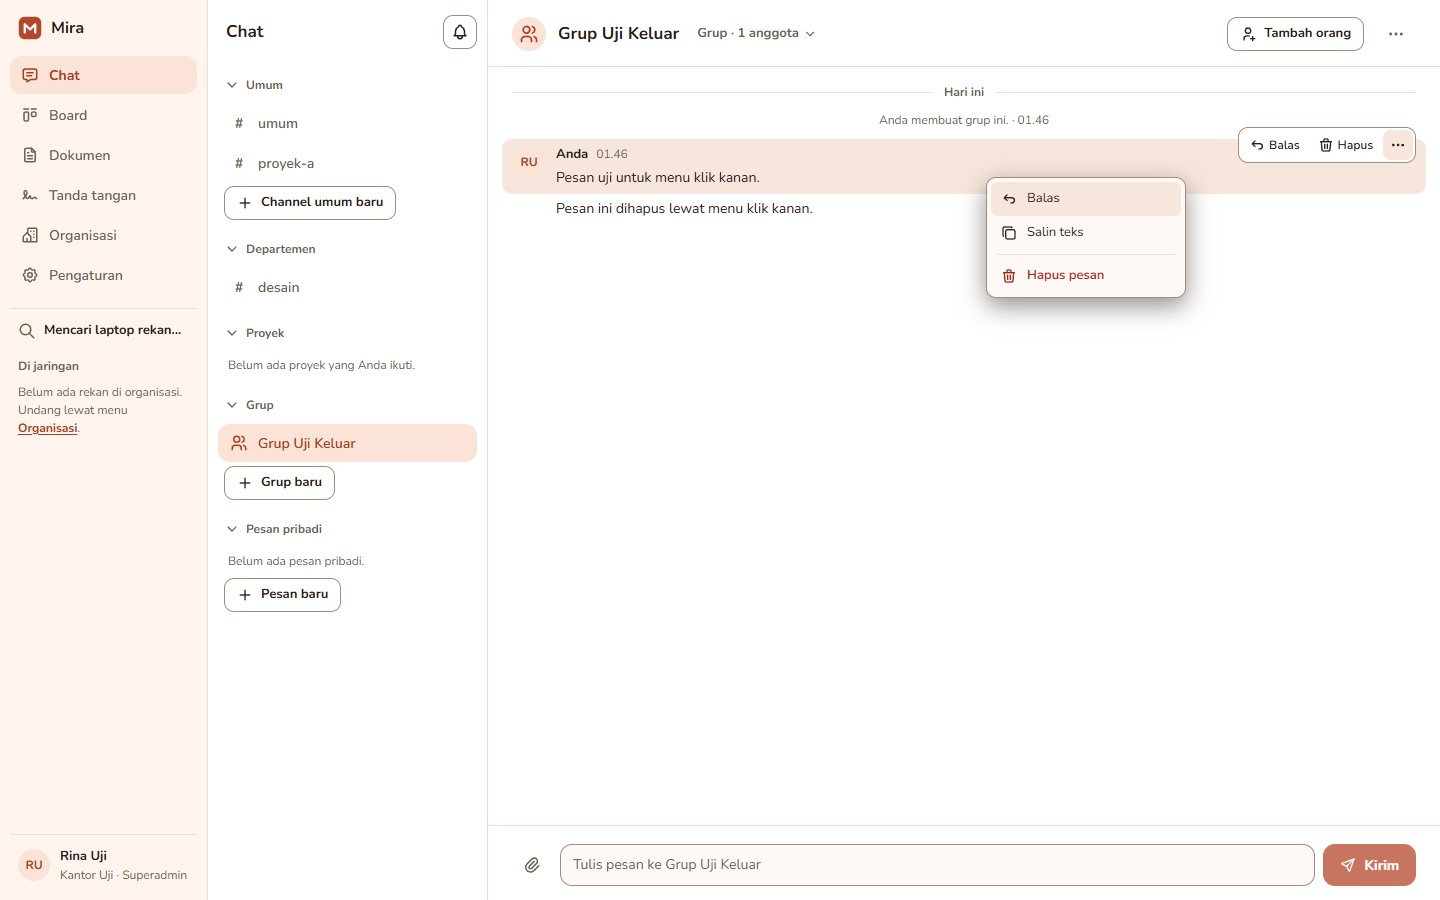 Mira
Chat
Board
Dokumen
Tanda tangan
Organisasi
Pengaturan
Mencari laptop rekan...
Di jaringan
Belum ada rekan di organisasi.
Undang lewat menu
Organisasi.
RU
Rina Uji
Kantor Uji · Superadmin
Chat
Umum
# umum
# proyek-a
Channel umum baru
Departemen
# desain
Proyek
Belum ada proyek yang Anda ikuti.
Grup
Grup Uji Keluar
Grup baru
Pesan pribadi
Belum ada pesan pribadi.
Pesan baru
Grup Uji Keluar
Grup · 1 anggota
Tambah orang
Hari ini
Anda membuat grup ini. · 01.46
Balas
Hapus
RU
Anda 01.46
Pesan uji untuk menu klik kanan.
Pesan ini dihapus lewat menu klik kanan.
Balas
Salin teks
Hapus pesan
Tulis pesan ke Grup Uji Keluar
Kirim